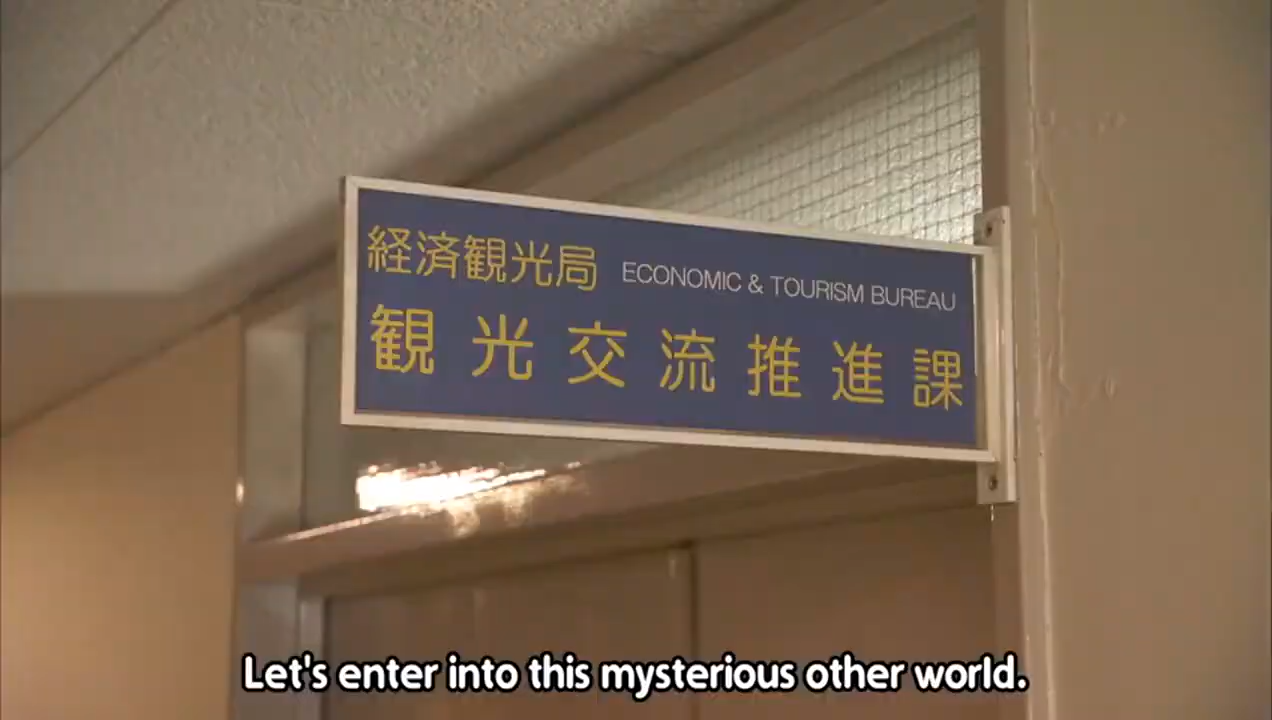 経済観光局 ECONOMIC & TOURISM BUREAU
観光交流推進課
Let's enter into this mysterious other world.